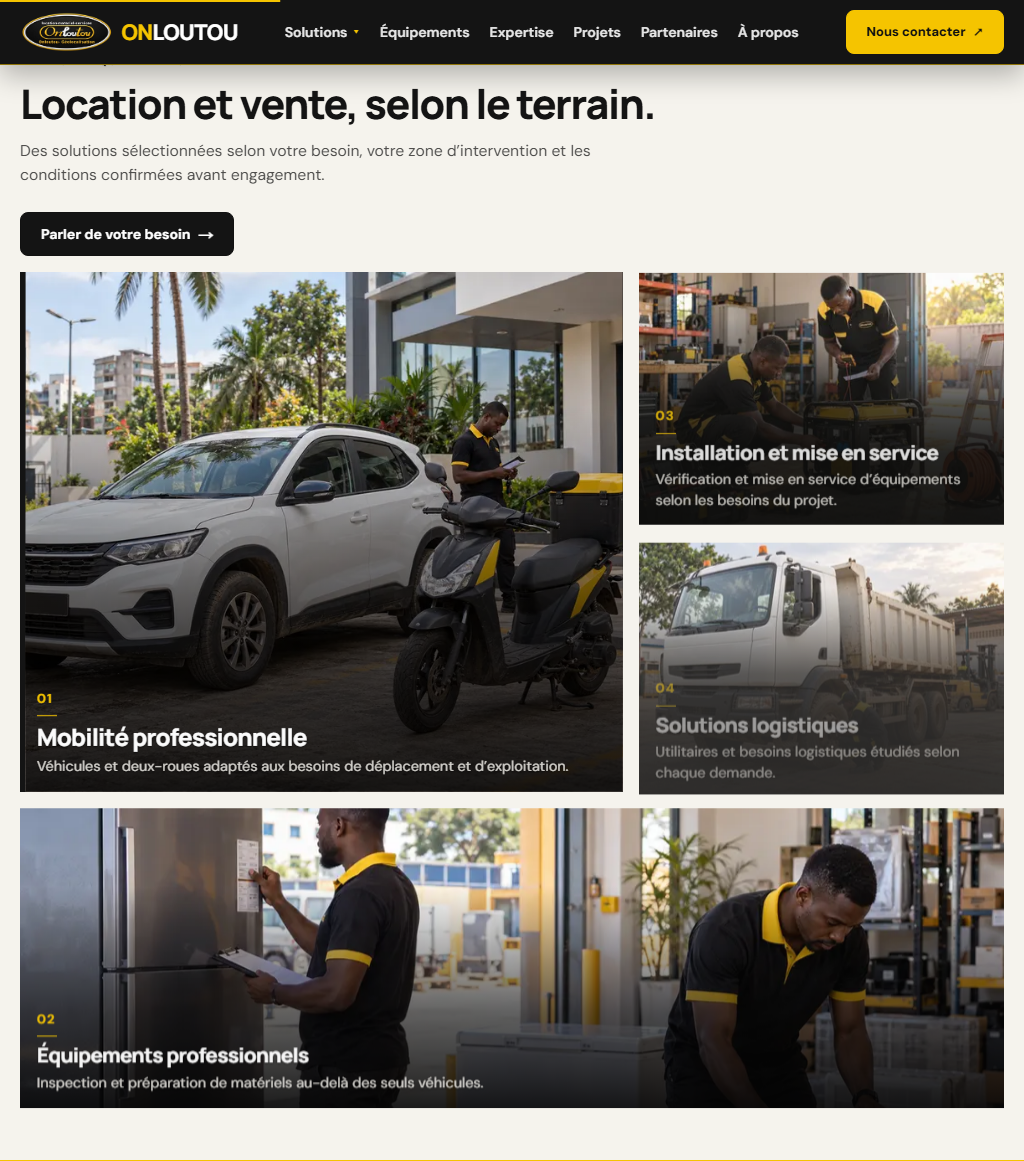 Onloutou
ONLOUTOU
Solutions ▾
Équipements
Expertise
Projets
Partenaires
À propos
Nous contacter ↗
Location et vente, selon le terrain.
Des solutions sélectionnées selon votre besoin, votre zone d’intervention et les
conditions confirmées avant engagement.
Parler de votre besoin →
01
Mobilité professionnelle
Véhicules et deux-roues adaptés aux besoins de déplacement et d’exploitation.
03
Installation et mise en service
Vérification et mise en service d’équipements
selon les besoins du projet.
04
Solutions logistiques
Utilitaires et besoins logistiques étudiés selon
chaque demande.
02
Équipements professionnels
Inspection et préparation de matériels au-delà des seuls véhicules.